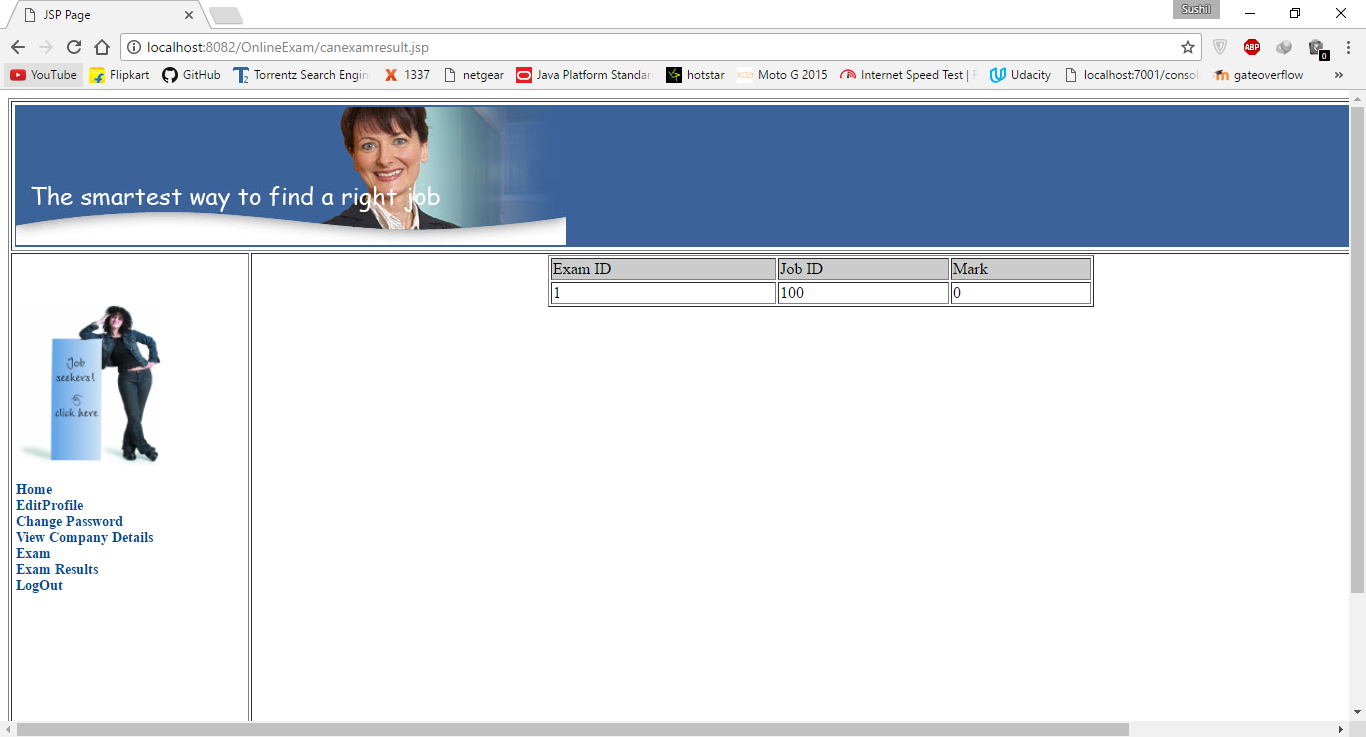 JSP Page
Sushil
localhost:8082/OnlineExam/canexamresult.jsp
ABP
0
YouTube
Flipkart
GitHub
Torrentz Search Engin
1337
netgear
Java Platform Standar
hotstar
xda Moto G 2015
Internet Speed Test |
Udacity
localhost:7001/consol
gateoverflow
»
The smartest way to find a right job
Exam ID Job ID Mark
1 100 0
Job
seekers!
click here
Home
EditProfile
Change Password
View Company Details
Exam
Exam Results
LogOut